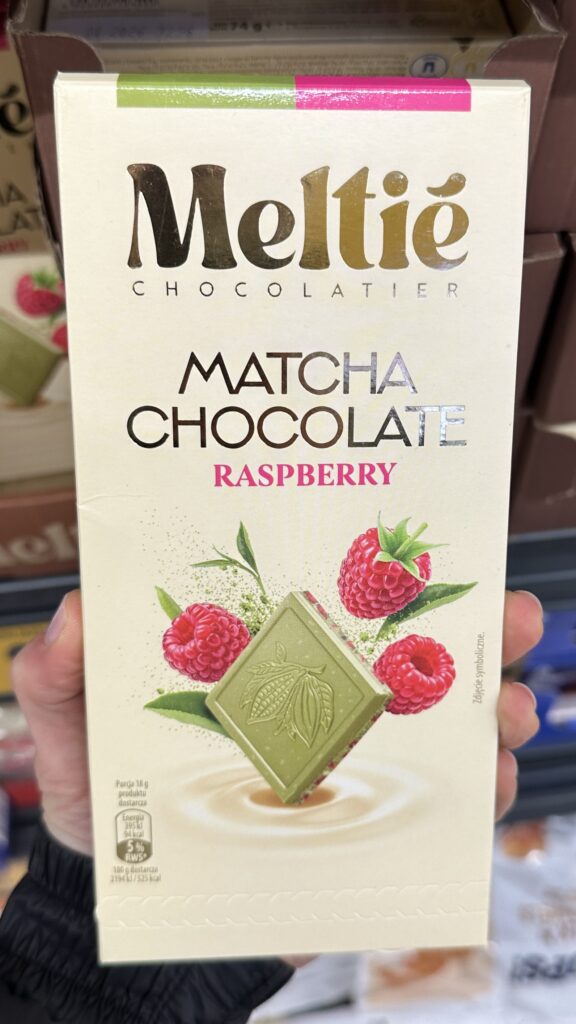 74 g
Meltié
CHOCOLATIER
MATCHA
CHOCOLATE
RASPBERRY
Zdjęcie symboliczne.
Porcja 18 g
produktu
dostarcza
Energia
395 kJ
94 kcal
5%
RWS*
100 g dostarcza
2194 kJ / 525 kcal